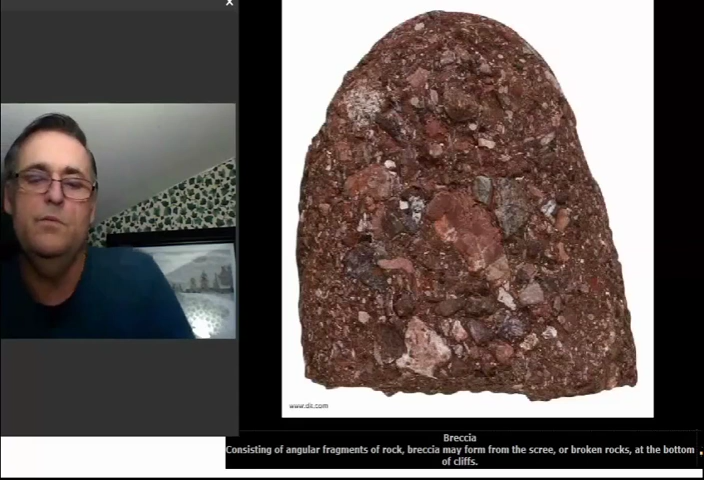 x
www.dk.com
Breccia
Consisting of angular fragments of rock, breccia may form from the scree, or broken rocks, at the bottom
of cliffs.